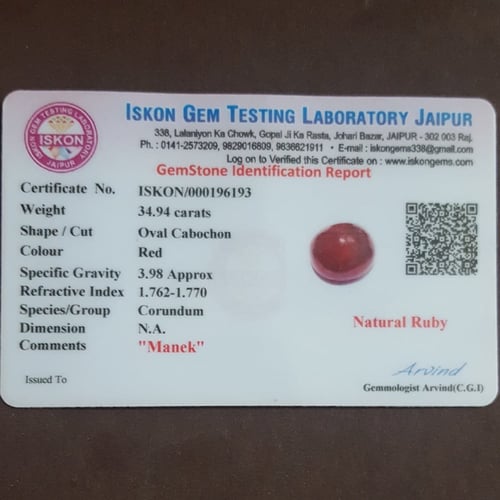 ISKON GEM TESTING LABORATORY
ISKON
JAIPUR
ISKON GEM TESTING LABORATORY JAIPUR
338, Lalaniyon Ka Chowk, Gopal Ji Ka Rasta, Johari Bazar, JAIPUR - 302 003 Raj.
Ph. : 0141-2573209, 9829016809, 9636621911 • E-mail : iskongems338@gmail.com
Log on to Verified this Certificate on : www.iskongems.com
GemStone Identification Report
Certificate No. ISKON/000196193
Weight 34.94 carats
Shape / Cut Oval Cabochon
Colour Red
Specific Gravity 3.98 Approx
Refractive Index 1.762-1.770
Species/Group Corundum
Dimension N.A.
Natural Ruby
Comments "Manek"
Arvind
Issued To
Gemmologist Arvind(C.G.I)